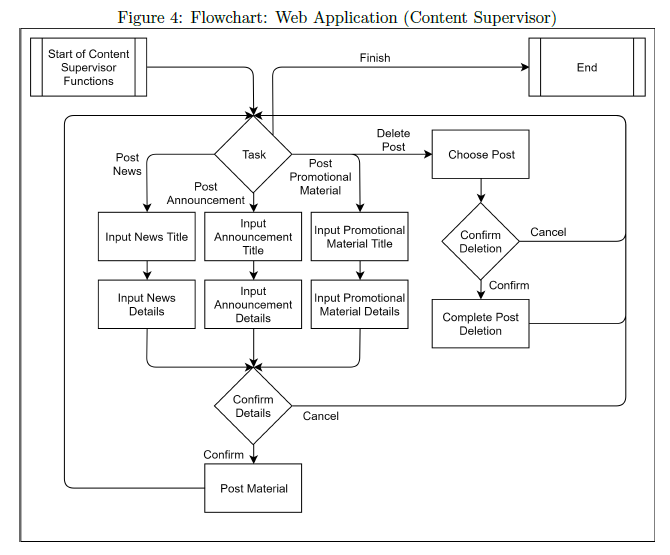 Figure 4: Flowchart: Web Application (Content Supervisor)
Start of Content
Supervisor
Functions
Finish
End
Task
Delete
Post
Choose Post
Post
News
Post
Announcement
Post
Promotional
Material
Input News Title
Input
Announcement
Title
Input Promotional
Material Title
Confirm
Deletion
Cancel
Confirm
Input News
Details
Input
Announcement
Details
Input Promotional
Material Details
Complete Post
Deletion
Confirm
Details
Cancel
Confirm
Post Material